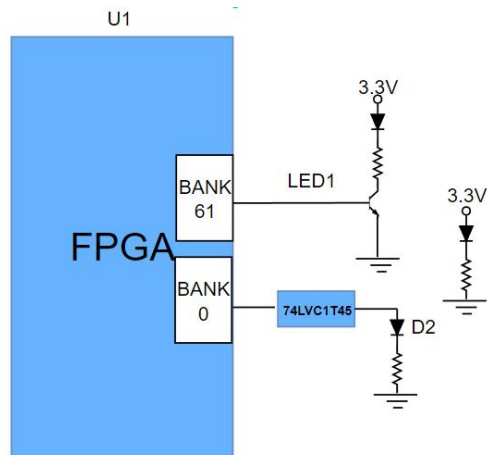 U1
3.3V
LED1
BANK
61
3.3V
FPGA
BANK
0
74LVC1T45
D2